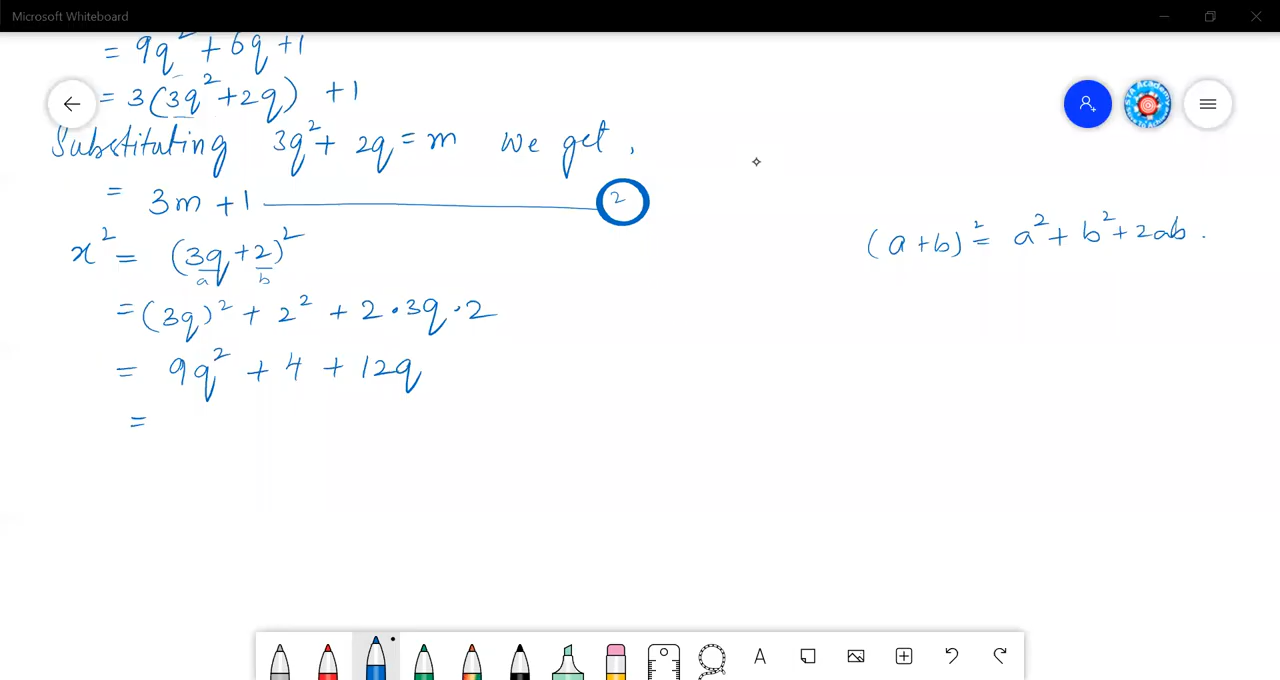 Microsoft Whiteboard
= 9q² + 6q + 1
= 3(3q² + 2q) + 1
Substituting 3q² + 2q = m we get,
= 3m + 1 ——— 2
x² = (3q + 2)²
a b
= (3q)² + 2² + 2 · 3q · 2
= 9q² + 4 + 12q
=
(a + b)² = a² + b² + 2ab.
A